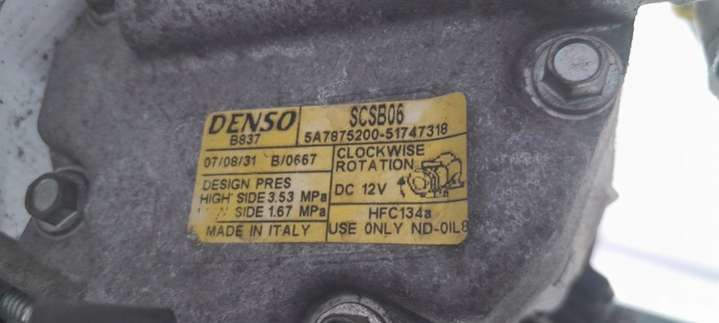 DENSO
B837
SCSB06
5A7875200-51747318
07/08/31 B/0667
CLOCKWISE
ROTATION
DC 12V
DESIGN PRES
HIGH SIDE 3.53 MPa
SIDE 1.67 MPa
HFC134a
MADE IN ITALY
USE ONLY ND-OIL8